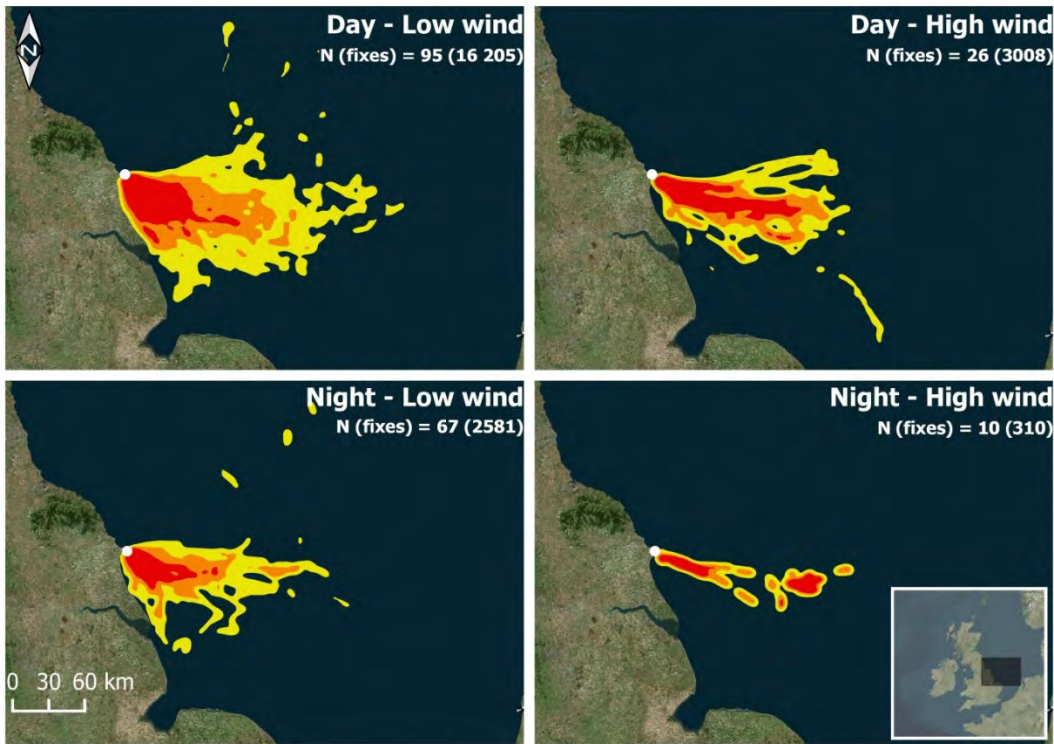 N
Day - Low wind
N (fixes) = 95 (16 205)
Day - High wind
N (fixes) = 26 (3008)
Night - Low wind
N (fixes) = 67 (2581)
Night - High wind
N (fixes) = 10 (310)
0 30 60 km